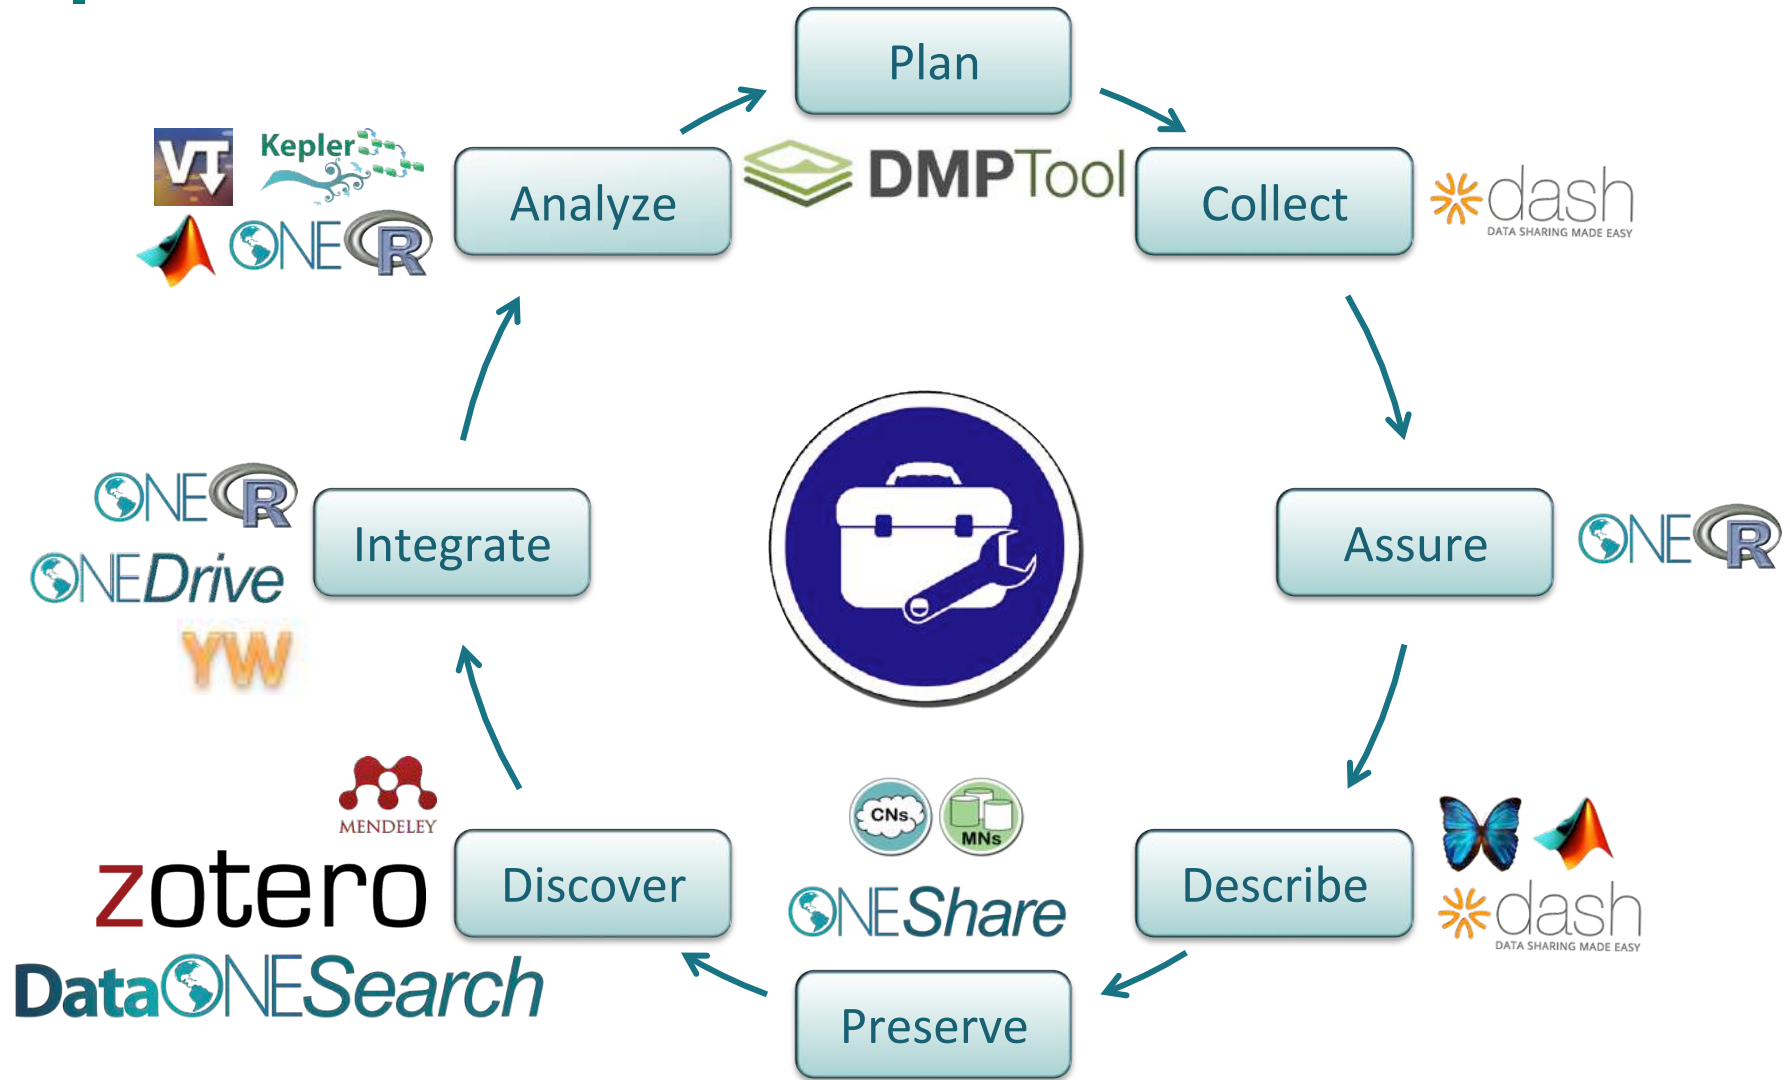 Plan
VT
Kepler
Analyze
DMPTool
Collect
dash
DATA SHARING MADE EASY
ONE R
ONE R
Integrate
Assure
ONE R
ONEDrive
YW
MENDELEY
CNs
MNs
zotero
Discover
ONEShare
Describe
dash
DATA SHARING MADE EASY
DataONESearch
Preserve